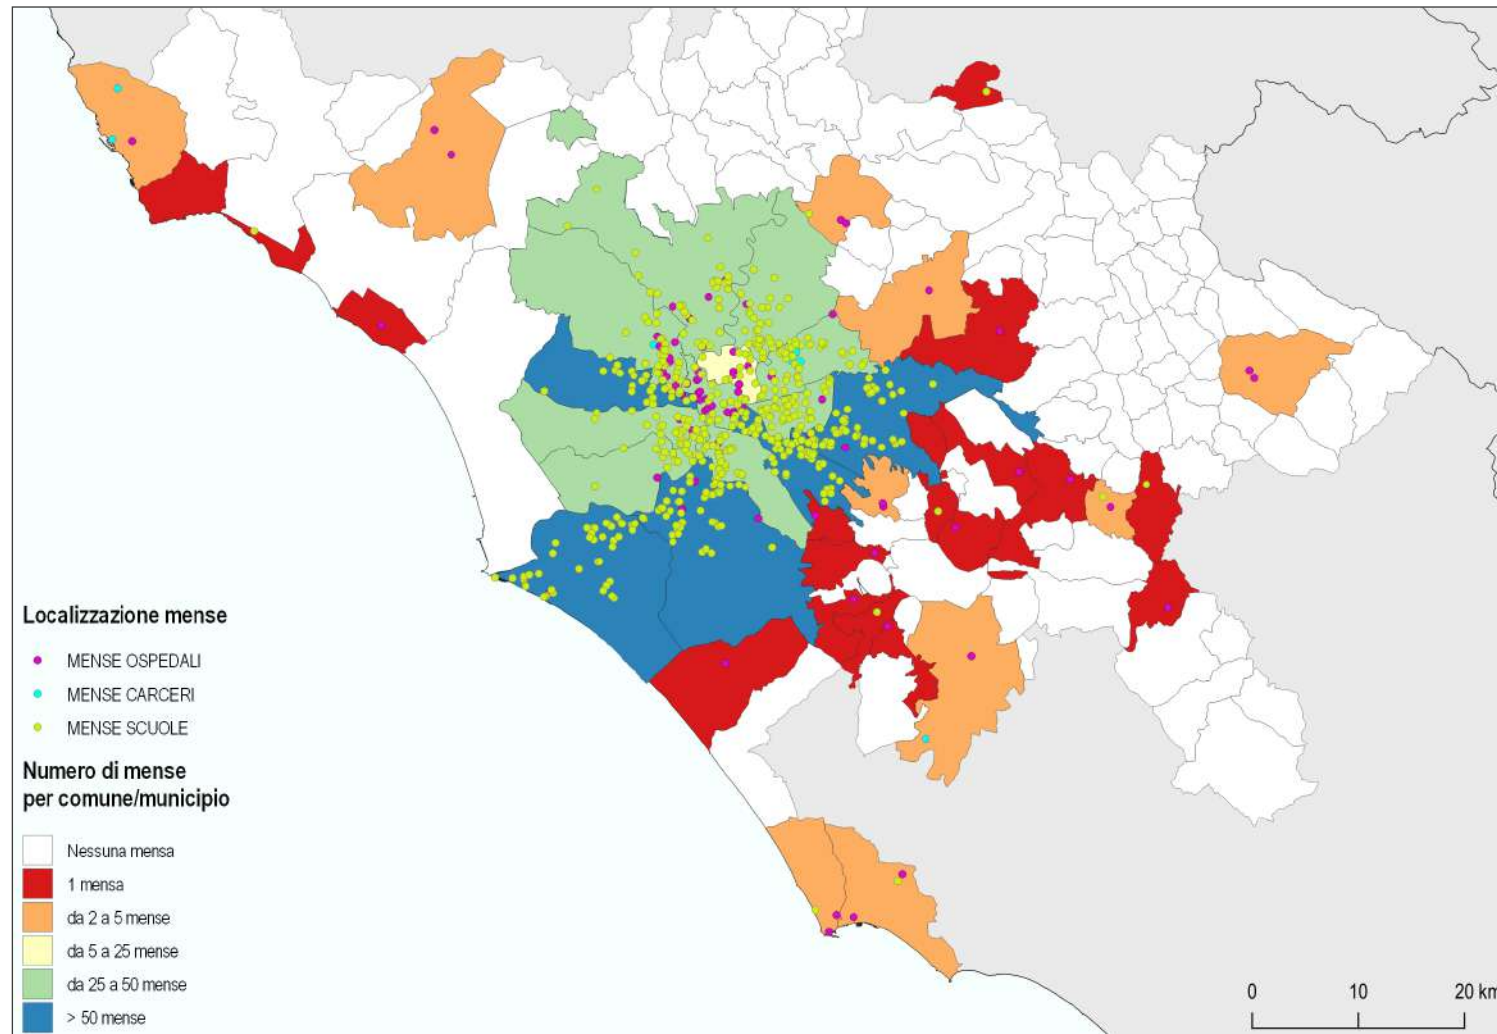 Localizzazione mense
MENSE OSPEDALI
MENSE CARCERI
MENSE SCUOLE
Numero di mense
per comune/municipio
Nessuna mensa
1 mensa
da 2 a 5 mense
da 5 a 25 mense
da 25 a 50 mense
> 50 mense
0 10 20 km